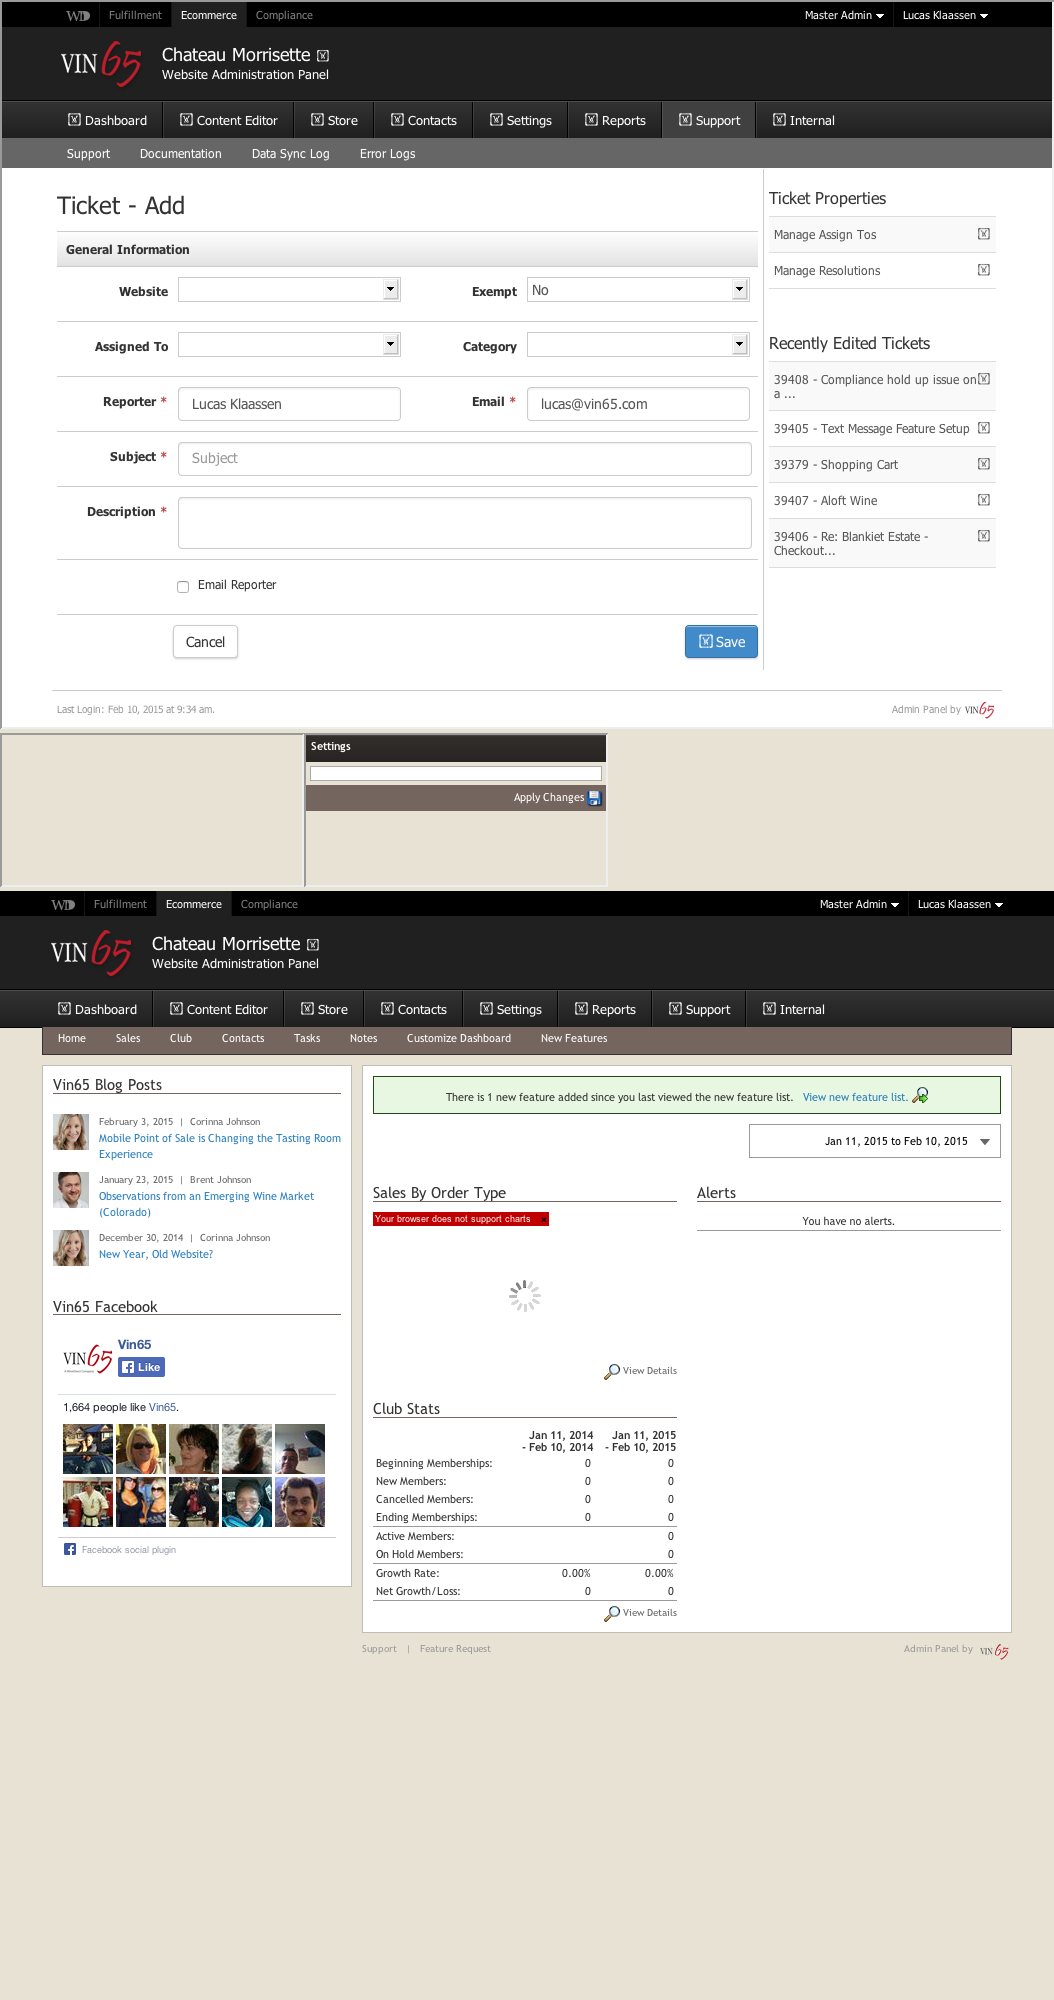 WD Fulfillment Ecommerce Compliance Master Admin Lucas Klaassen
VIN65 Chateau Morrisette
Website Administration Panel
Dashboard Content Editor Store Contacts Settings Reports Support Internal
Support Documentation Data Sync Log Error Logs
Ticket - Add
General Information
Website Exempt No
Assigned To Category
Reporter * Lucas Klaassen Email * lucas@vin65.com
Subject * Subject
Description *
Email Reporter
Cancel Save
Ticket Properties
Manage Assign Tos
Manage Resolutions
Recently Edited Tickets
39408 - Compliance hold up issue on
a ...
39405 - Text Message Feature Setup
39379 - Shopping Cart
39407 - Aloft Wine
39406 - Re: Blankiet Estate -
Checkout...
Last Login: Feb 10, 2015 at 9:34 am. Admin Panel by VIN65
Settings
Apply Changes
WD Fulfillment Ecommerce Compliance Master Admin Lucas Klaassen
VIN65 Chateau Morrisette
Website Administration Panel
Dashboard Content Editor Store Contacts Settings Reports Support Internal
Home Sales Club Contacts Tasks Notes Customize Dashboard New Features
Vin65 Blog Posts
February 3, 2015 | Corinna Johnson
Mobile Point of Sale is Changing the Tasting Room
Experience
January 23, 2015 | Brent Johnson
Observations from an Emerging Wine Market
(Colorado)
December 30, 2014 | Corinna Johnson
New Year, Old Website?
Vin65 Facebook
VIN65 Vin65
Like
1,664 people like Vin65.
Facebook social plugin
There is 1 new feature added since you last viewed the new feature list. View new feature list.
Jan 11, 2015 to Feb 10, 2015
Sales By Order Type
Your browser does not support charts
View Details
Alerts
You have no alerts.
Club Stats
Jan 11, 2014 Jan 11, 2015
- Feb 10, 2014 - Feb 10, 2015
Beginning Memberships: 0 0
New Members: 0 0
Cancelled Members: 0 0
Ending Memberships: 0 0
Active Members: 0
On Hold Members: 0
Growth Rate: 0.00% 0.00%
Net Growth/Loss: 0 0
View Details
Support | Feature Request Admin Panel by VIN65